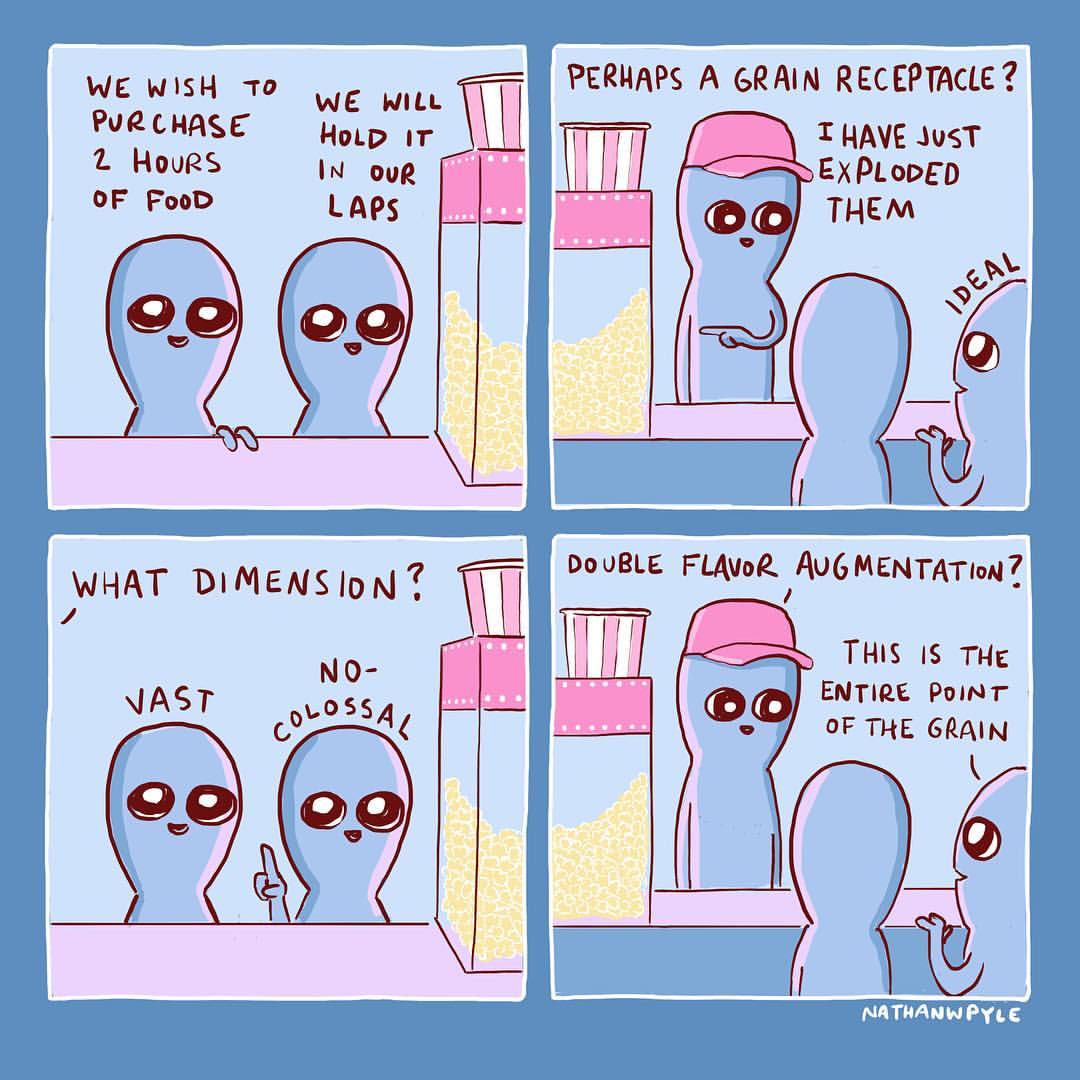 WE WISH TO
PURCHASE
2 HOURS
OF FOOD
WE WILL
HOLD IT
IN OUR
LAPS
PERHAPS A GRAIN RECEPTACLE?
I HAVE JUST
EXPLODED
THEM
IDEAL
WHAT DIMENSION?
VAST
NO-
COLOSSAL
DOUBLE FLAVOR AUGMENTATION?
THIS IS THE
ENTIRE POINT
OF THE GRAIN
NATHANWPYLE